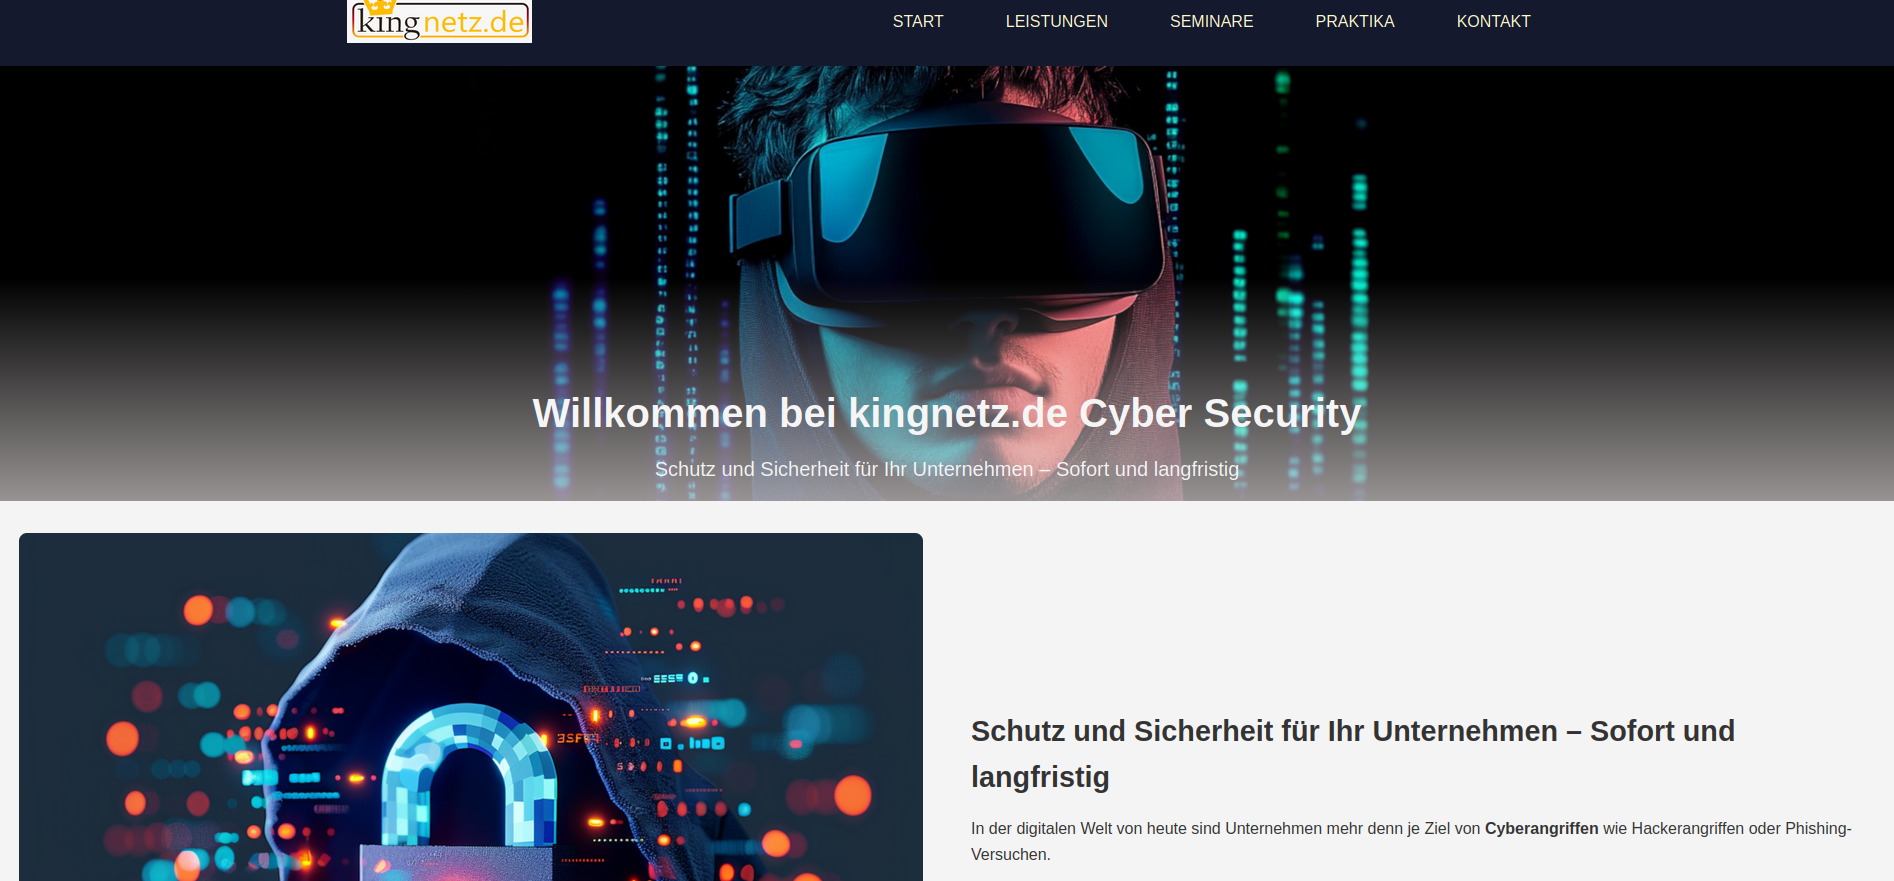 kingnetz.de
START LEISTUNGEN SEMINARE PRAKTIKA KONTAKT
Willkommen bei kingnetz.de Cyber Security
Schutz und Sicherheit für Ihr Unternehmen – Sofort und langfristig
Schutz und Sicherheit für Ihr Unternehmen – Sofort und
langfristig
In der digitalen Welt von heute sind Unternehmen mehr denn je Ziel von Cyberangriffen wie Hackerangriffen oder Phishing-
Versuchen.